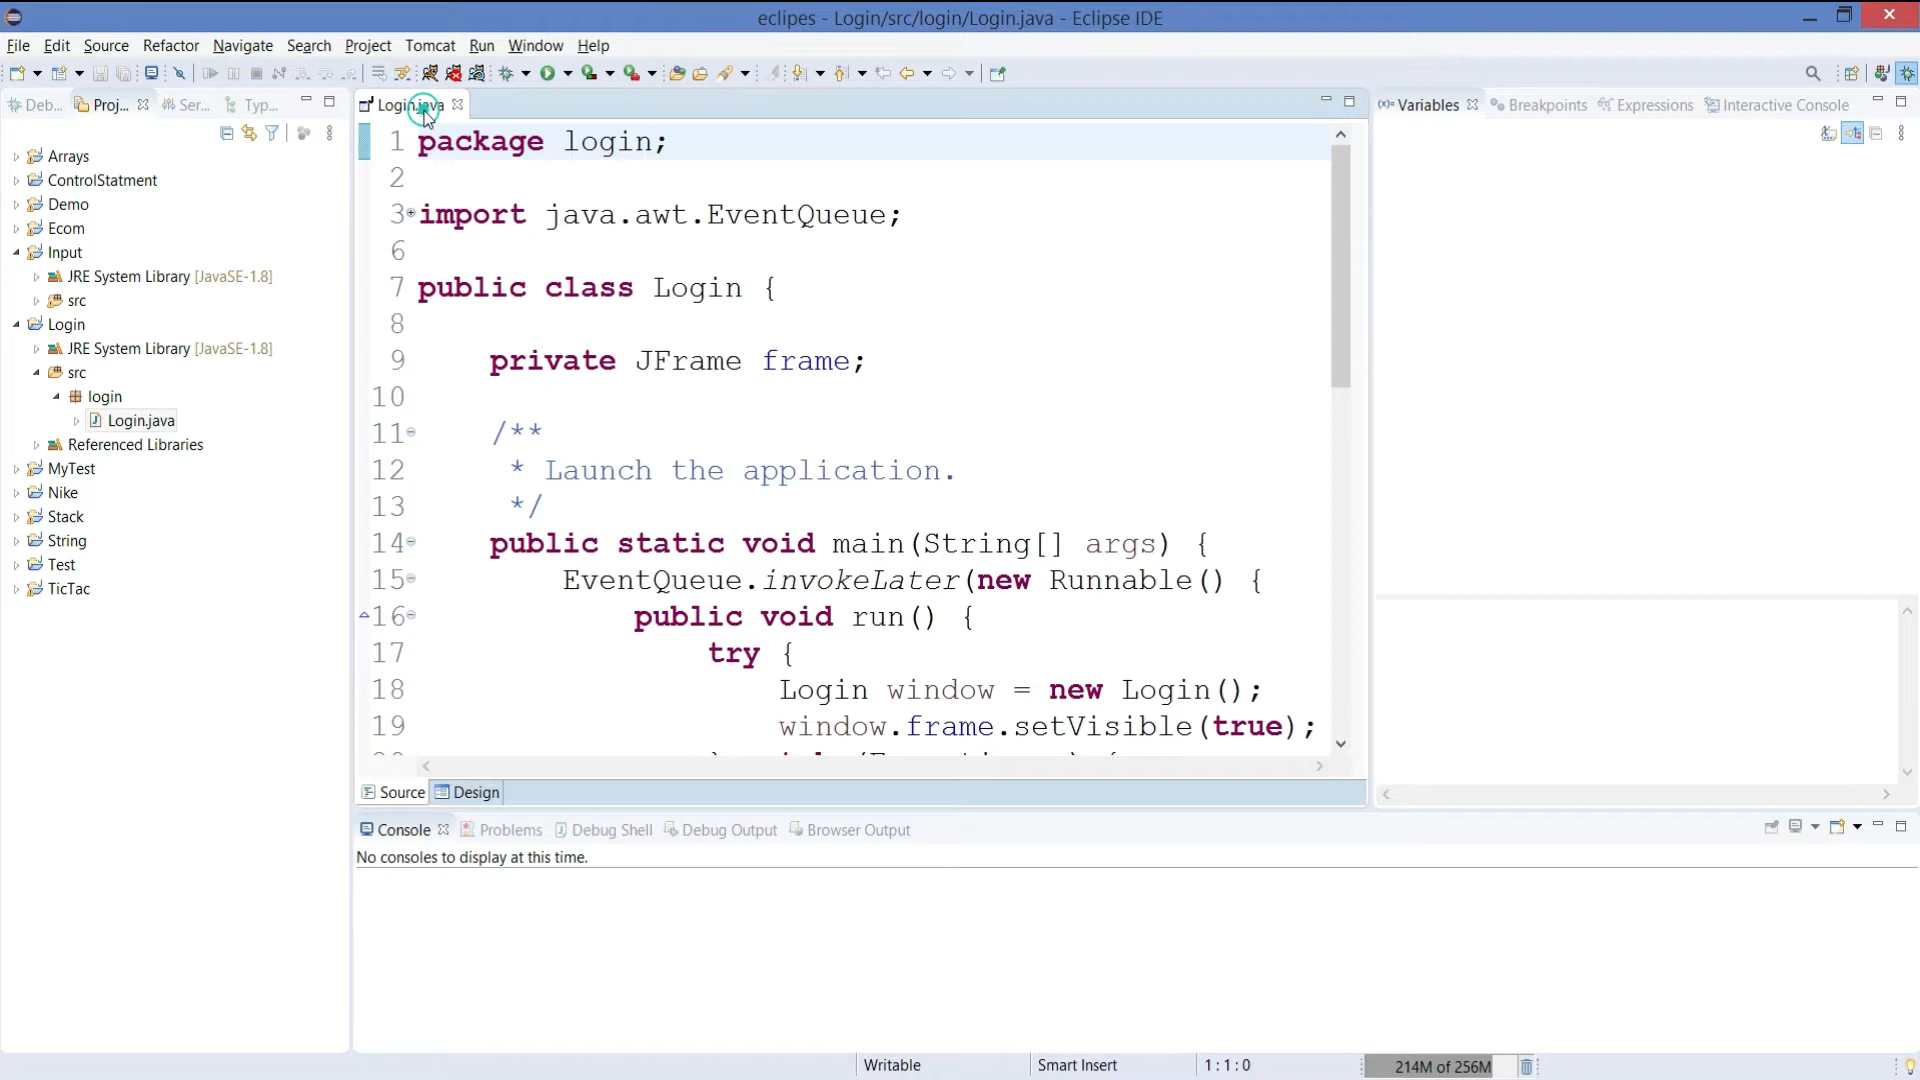 eclipes - Login/src/login/Login.java - Eclipse IDE
File Edit Source Refactor Navigate Search Project Tomcat Run Window Help
Deb... Proj... Ser... Typ...
Login.java
Variables Breakpoints Expressions Interactive Console
Arrays
ControlStatment
Demo
Ecom
Input
JRE System Library [JavaSE-1.8]
src
Login
JRE System Library [JavaSE-1.8]
src
login
Login.java
Referenced Libraries
MyTest
Nike
Stack
String
Test
TicTac
1 package login;
2
3 import java.awt.EventQueue;
6
7 public class Login {
8
9 private JFrame frame;
10
11 /**
12 * Launch the application.
13 */
14 public static void main(String[] args) {
15 EventQueue.invokeLater(new Runnable() {
16 public void run() {
17 try {
18 Login window = new Login();
19 window.frame.setVisible(true);
Source Design
Console Problems Debug Shell Debug Output Browser Output
No consoles to display at this time.
Writable Smart Insert 1 : 1 : 0 214M of 256M